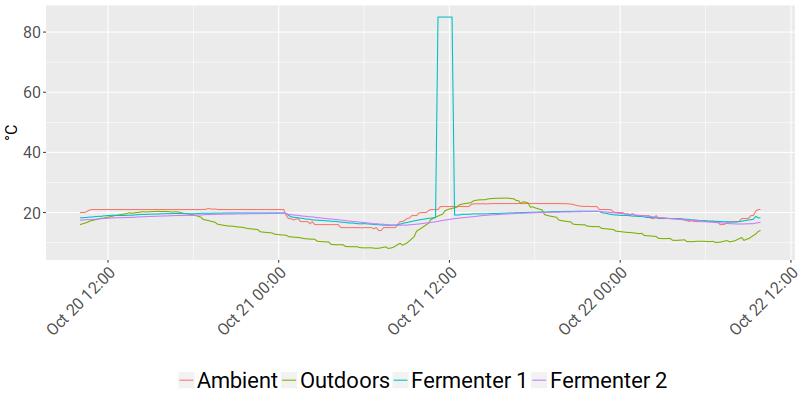 80
60
40
20
°C
Oct 20 12:00
Oct 21 00:00
Oct 21 12:00
Oct 22 00:00
Oct 22 12:00
Ambient Outdoors Fermenter 1 Fermenter 2